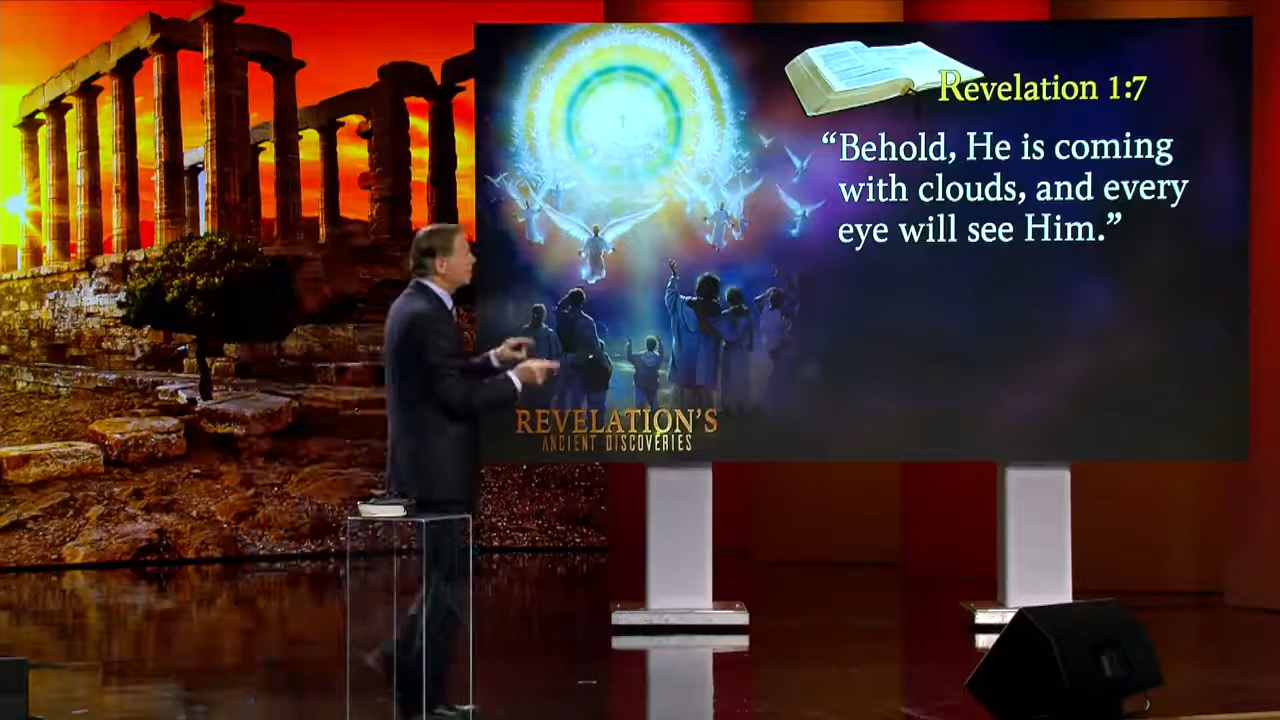 Revelation 1:7
“Behold, He is coming
with clouds, and every
eye will see Him.”
REVELATION'S
ANCIENT DISCOVERIES